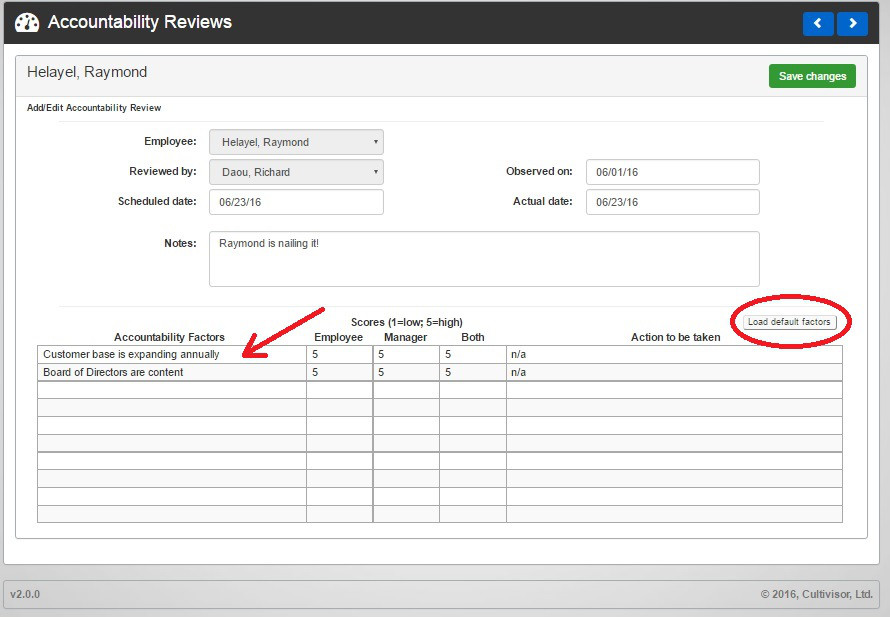 Accountability Reviews
Helayel, Raymond
Save changes
Add/Edit Accountability Review
Employee: Helayel, Raymond
Reviewed by: Daou, Richard Observed on: 06/01/16
Scheduled date: 06/23/16 Actual date: 06/23/16
Notes: Raymond is nailing it!
Scores (1=low; 5=high) Load default factors
Accountability Factors Employee Manager Both Action to be taken
Customer base is expanding annually 5 5 5 n/a
Board of Directors are content 5 5 5 n/a
v2.0.0 © 2016, Cultivisor, Ltd.